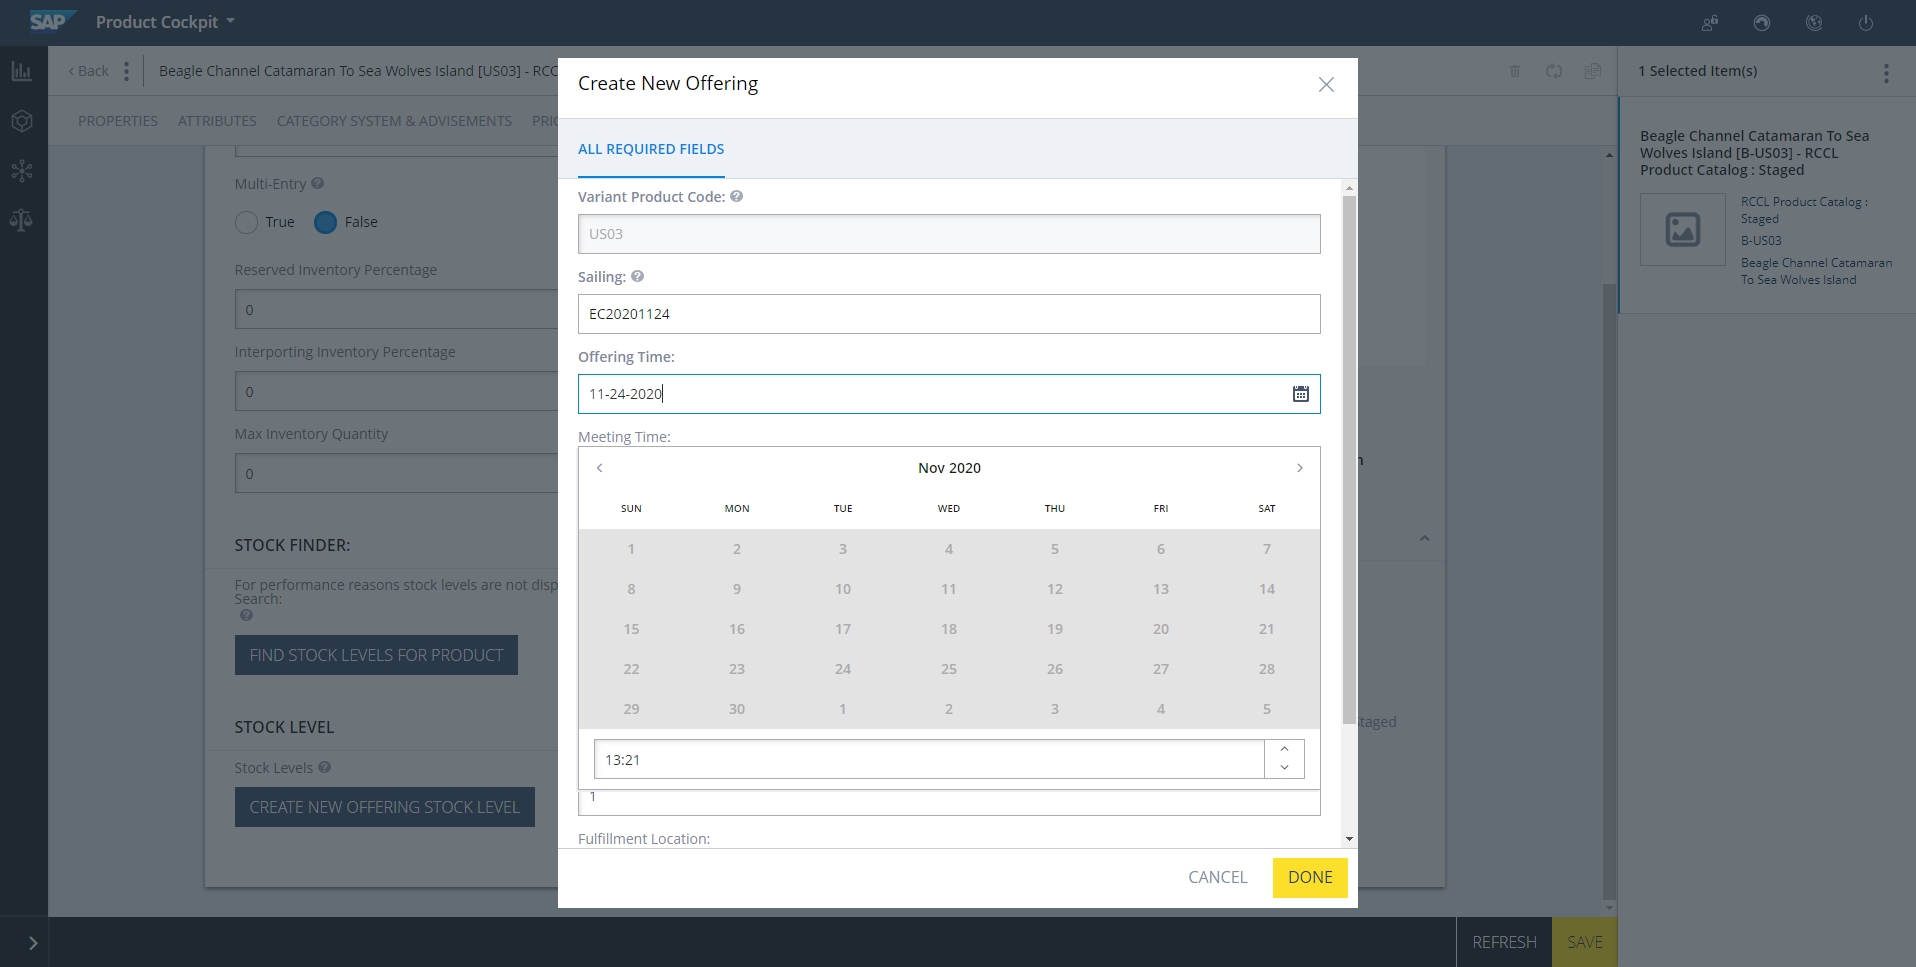 SAP Product Cockpit
Back
Beagle Channel Catamaran To Sea Wolves Island [US03] - RCC
PROPERTIES ATTRIBUTES CATEGORY SYSTEM & ADVISEMENTS PRIC
Multi-Entry
True False
Reserved Inventory Percentage
0
Interporting Inventory Percentage
0
Max Inventory Quantity
0
STOCK FINDER:
For performance reasons stock levels are not disp
Search:
FIND STOCK LEVELS FOR PRODUCT
STOCK LEVEL
Stock Levels
CREATE NEW OFFERING STOCK LEVEL
Create New Offering
ALL REQUIRED FIELDS
Variant Product Code:
US03
Sailing:
EC20201124
Offering Time:
11-24-2020
Meeting Time:
Nov 2020
SUN MON TUE WED THU FRI SAT
1 2 3 4 5 6 7
8 9 10 11 12 13 14
15 16 17 18 19 20 21
22 23 24 25 26 27 28
29 30 1 2 3 4 5
13:21
1
Fulfillment Location:
CANCEL DONE
taged
1 Selected Item(s)
Beagle Channel Catamaran To Sea
Wolves Island [B-US03] - RCCL
Product Catalog : Staged
RCCL Product Catalog :
Staged
B-US03
Beagle Channel Catamaran
To Sea Wolves Island
REFRESH SAVE